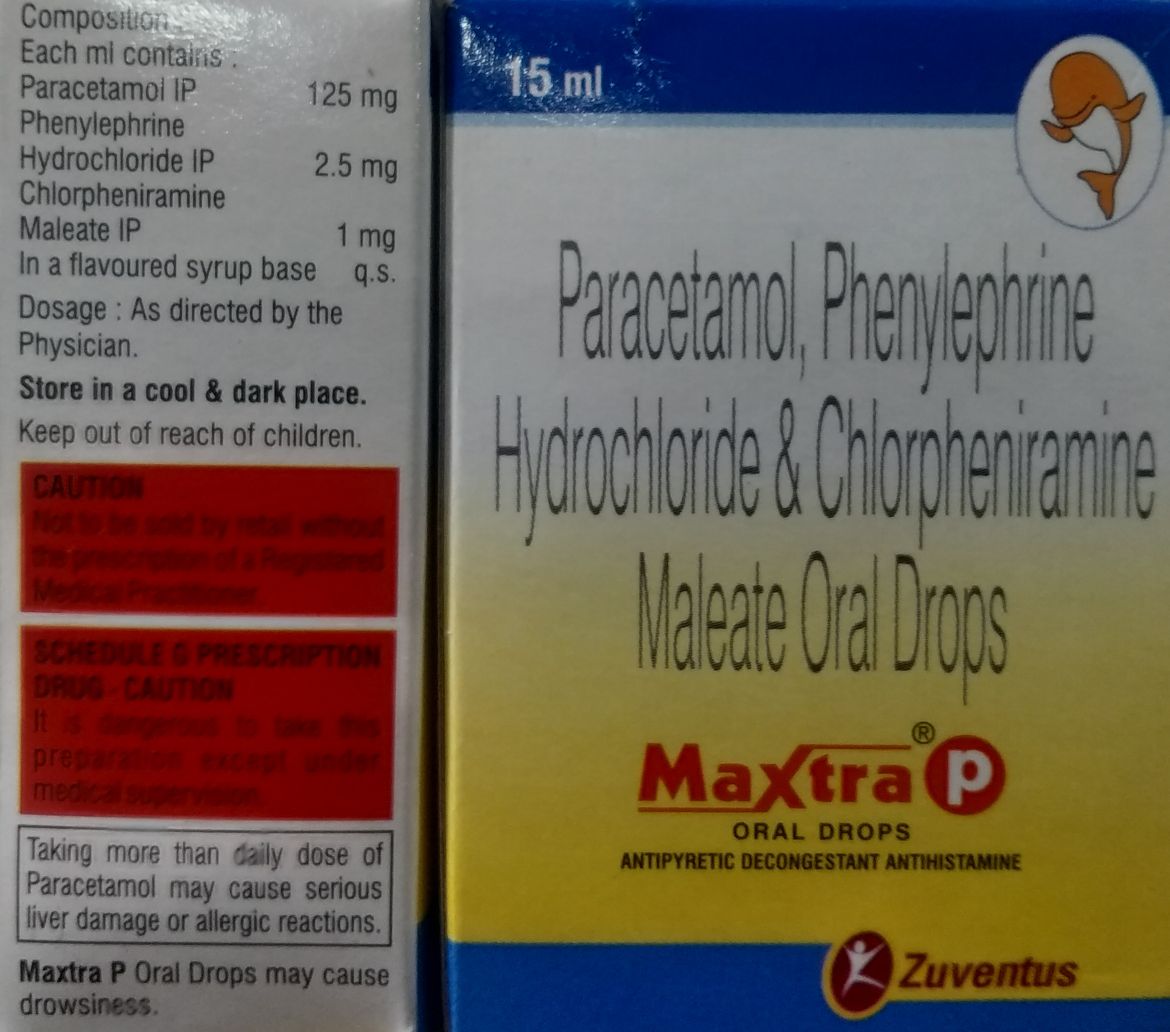 Composition :
Each ml contains :
Paracetamol IP 125 mg
Phenylephrine
Hydrochloride IP 2.5 mg
Chlorpheniramine
Maleate IP 1 mg
In a flavoured syrup base q.s.
Dosage : As directed by the
Physician.
Store in a cool & dark place.
Keep out of reach of children.
CAUTION
Not to be sold by retail without
the prescription of a Registered
Medical Practitioner.
SCHEDULE G PRESCRIPTION
DRUG - CAUTION
It is dangerous to take this
preparation except under
medical supervision.
Taking more than daily dose of
Paracetamol may cause serious
liver damage or allergic reactions.
Maxtra P Oral Drops may cause
drowsiness.
15 ml
Paracetamol, Phenylephrine
Hydrochloride & Chlorpheniramine
Maleate Oral Drops
Maxtra® P
ORAL DROPS
ANTIPYRETIC DECONGESTANT ANTIHISTAMINE
Zuventus